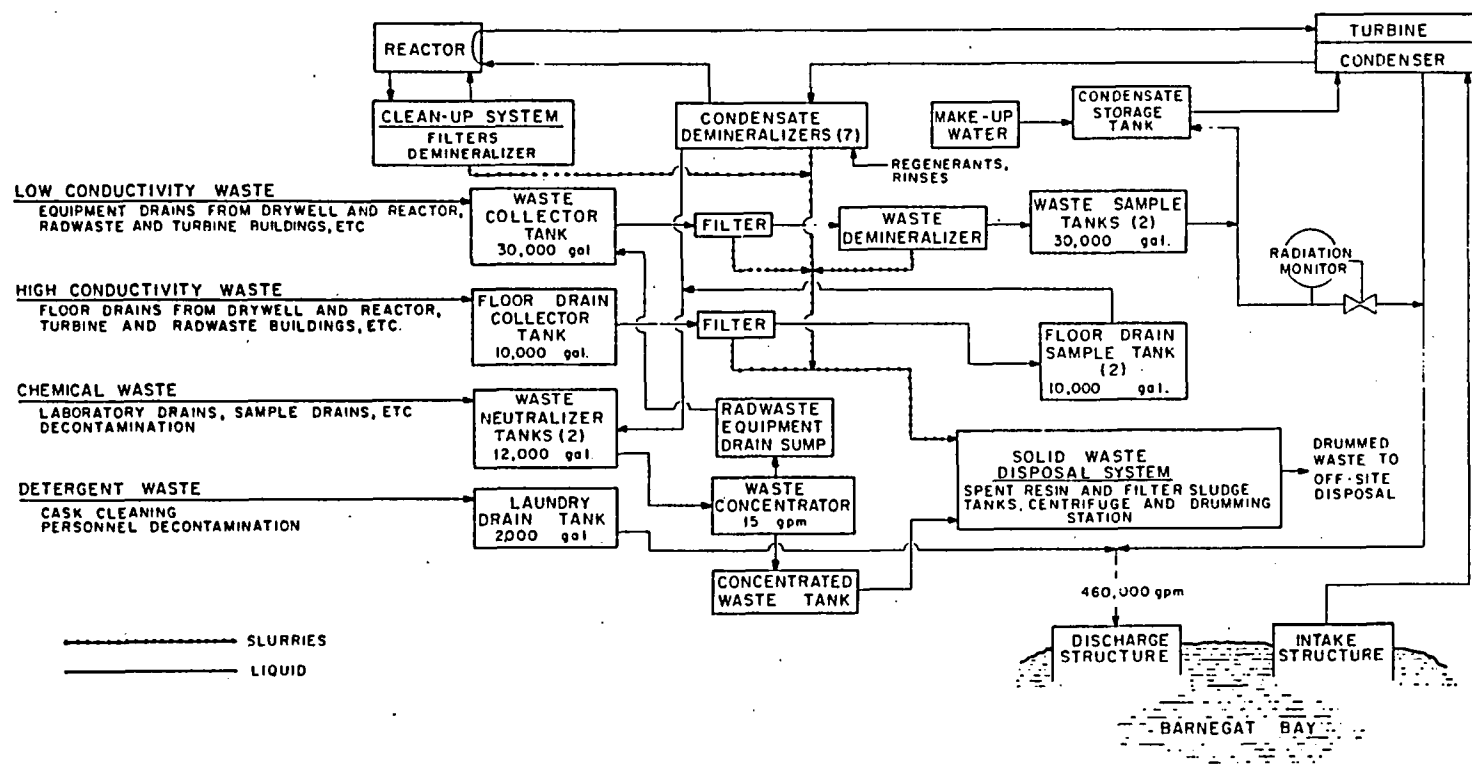 TURBINE
REACTOR
CONDENSER
CLEAN-UP SYSTEM
FILTERS
DEMINERALIZER
CONDENSATE
DEMINERALIZERS (7)
MAKE-UP
WATER
CONDENSATE
STORAGE
TANK
REGENERANTS,
RINSES
LOW CONDUCTIVITY WASTE
EQUIPMENT DRAINS FROM DRYWELL AND REACTOR,
RADWASTE AND TURBINE BUILDINGS, ETC
WASTE
COLLECTOR
TANK
30,000 gal
FILTER
WASTE
DEMINERALIZER
WASTE SAMPLE
TANKS (2)
30,000 gal.
RADIATION
MONITOR
HIGH CONDUCTIVITY WASTE
FLOOR DRAINS FROM DRYWELL AND REACTOR,
TURBINE AND RADWASTE BUILDINGS, ETC.
FLOOR DRAIN
COLLECTOR
TANK
10,000 gal.
FILTER
FLOOR DRAIN
SAMPLE TANK
(2)
10,000 gal.
CHEMICAL WASTE
LABORATORY DRAINS, SAMPLE DRAINS, ETC
DECONTAMINATION
WASTE
NEUTRALIZER
TANKS (2)
12,000 gal.
RADWASTE
EQUIPMENT
DRAIN SUMP
SOLID WASTE
DISPOSAL SYSTEM
SPENT RESIN AND FILTER SLUDGE
TANKS, CENTRIFUGE AND DRUMMING
STATION
DRUMMED
WASTE TO
OFF-SITE
DISPOSAL
DETERGENT WASTE
CASK CLEANING
PERSONNEL DECONTAMINATION
LAUNDRY
DRAIN TANK
2,000 gal
WASTE
CONCENTRATOR
15 gpm
CONCENTRATED
WASTE TANK
460,000 gpm
SLURRIES
LIQUID
DISCHARGE
STRUCTURE
INTAKE
STRUCTURE
BARNEGAT BAY